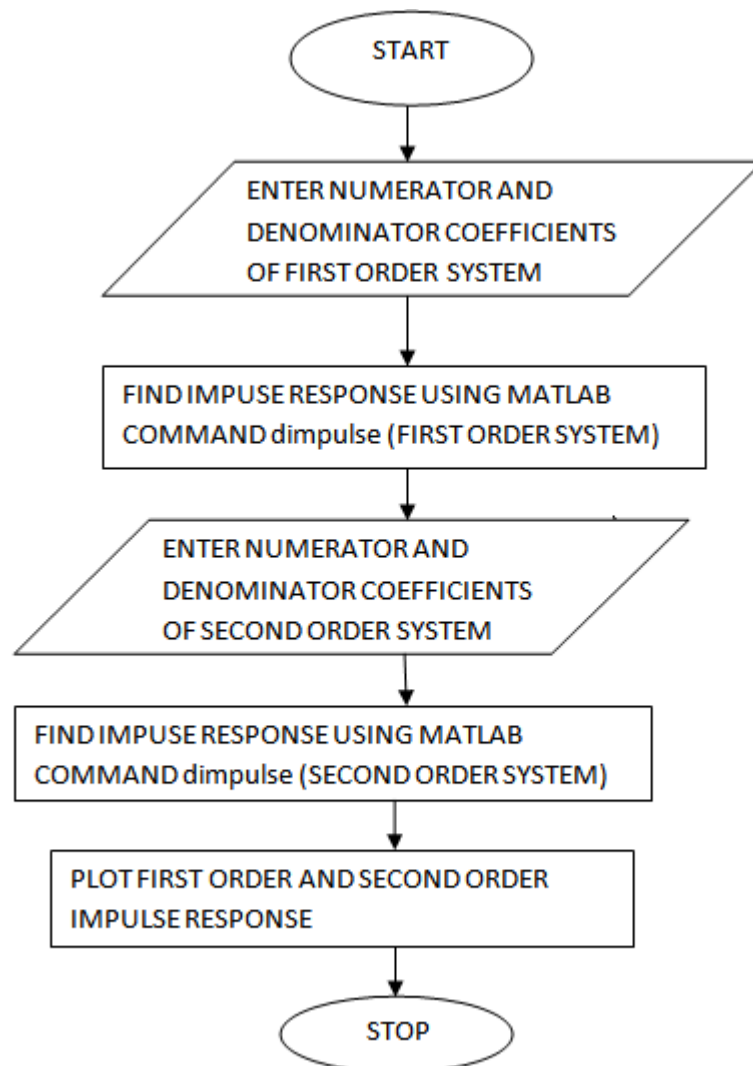 START
ENTER NUMERATOR AND
DENOMINATOR COEFFICIENTS
OF FIRST ORDER SYSTEM
FIND IMPUSE RESPONSE USING MATLAB
COMMAND dimpulse (FIRST ORDER SYSTEM)
ENTER NUMERATOR AND
DENOMINATOR COEFFICIENTS
OF SECOND ORDER SYSTEM
FIND IMPUSE RESPONSE USING MATLAB
COMMAND dimpulse (SECOND ORDER SYSTEM)
PLOT FIRST ORDER AND SECOND ORDER
IMPULSE RESPONSE
STOP